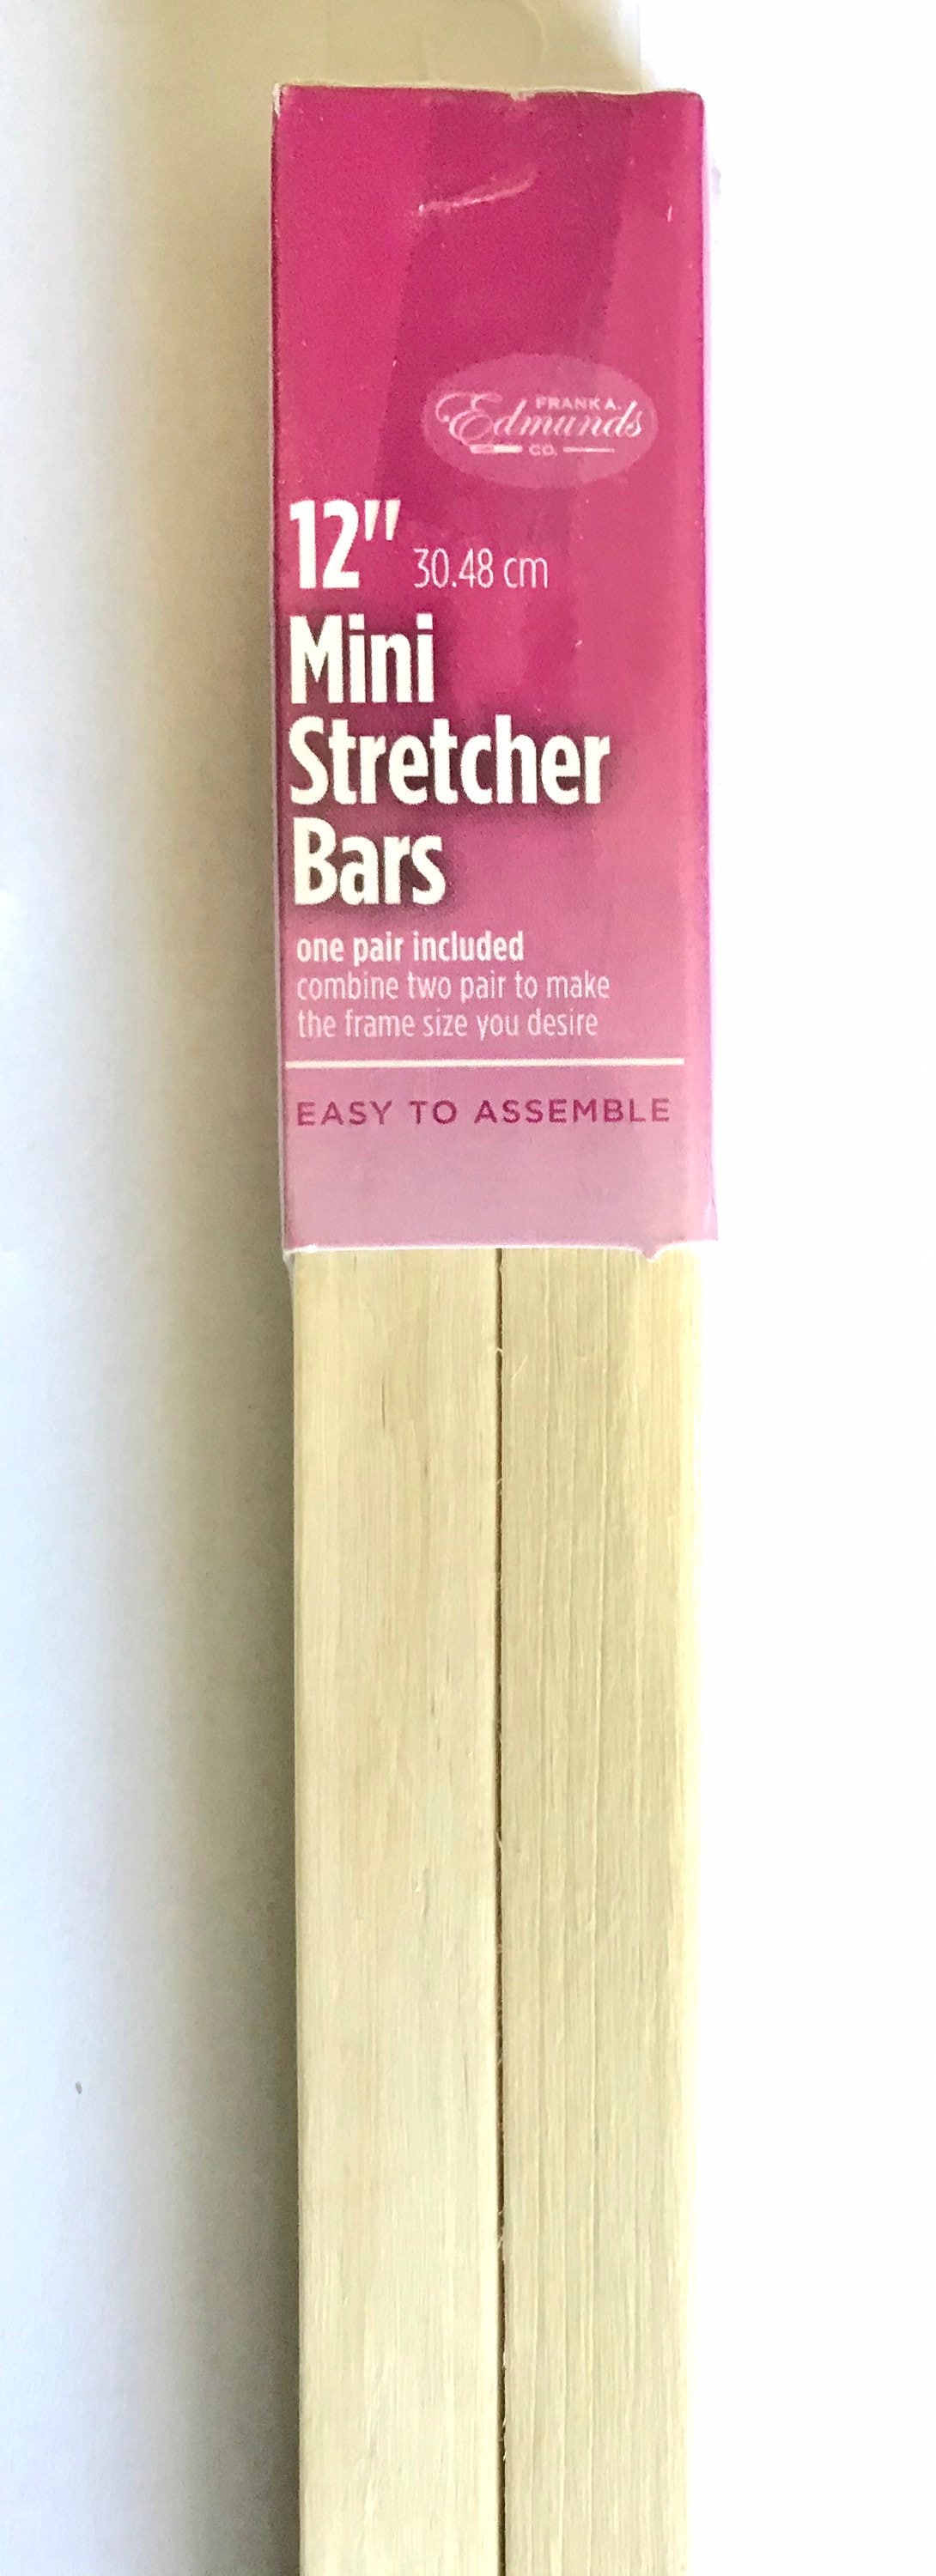 FRANK A.
Edmunds
CO.
12" 30.48 cm
Mini
Stretcher
Bars
one pair included
combine two pair to make
the frame size you desire
EASY TO ASSEMBLE